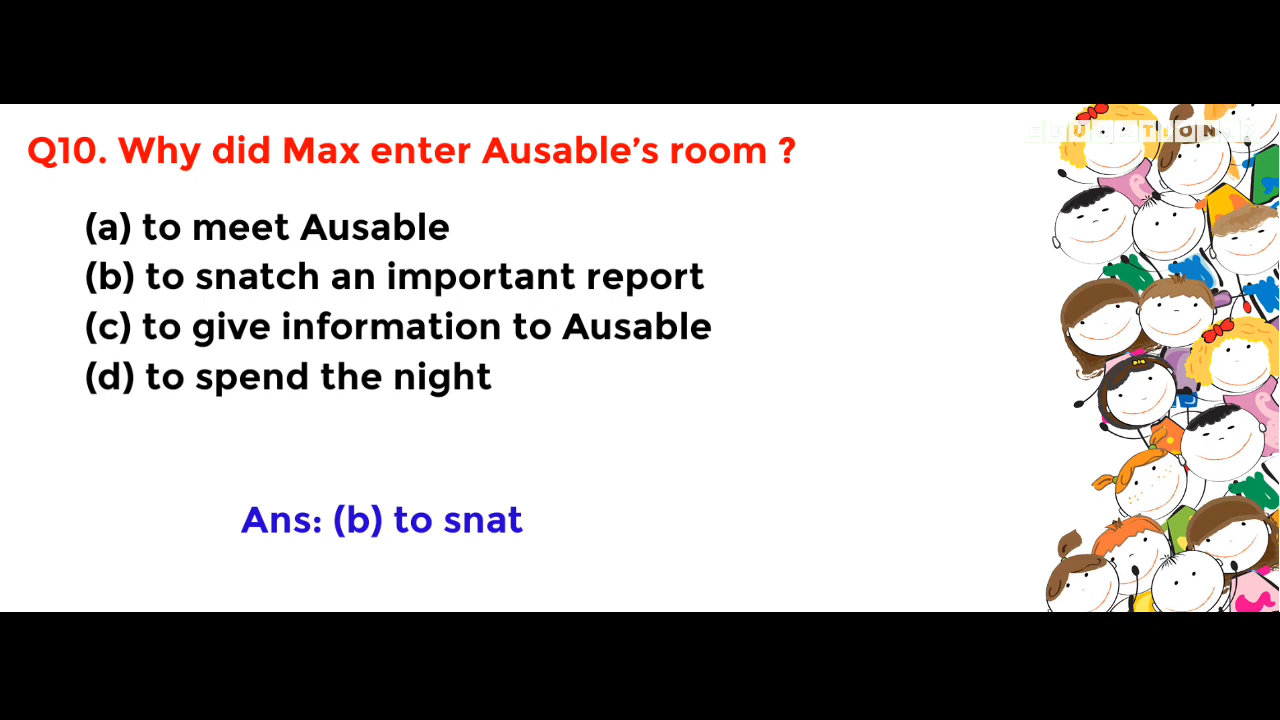 Q10. Why did Max enter Ausable's room ?
(a) to meet Ausable
(b) to snatch an important report
(c) to give information to Ausable
(d) to spend the night
Ans: (b) to snat